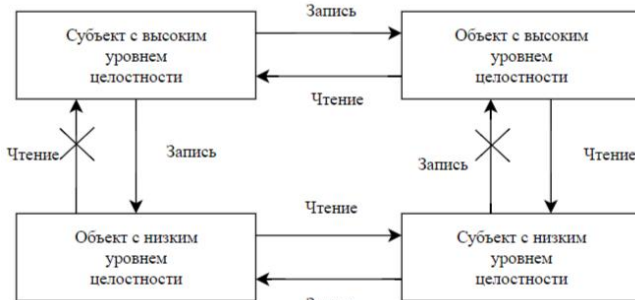 Запись
Субъект с высоким
уровнем
целостности
Объект с высоким
уровнем
целостности
Чтение
Чтение
Запись
Запись
Чтение
Чтение
Объект с низким
уровнем
целостности
Субъект с низким
уровнем
целостности